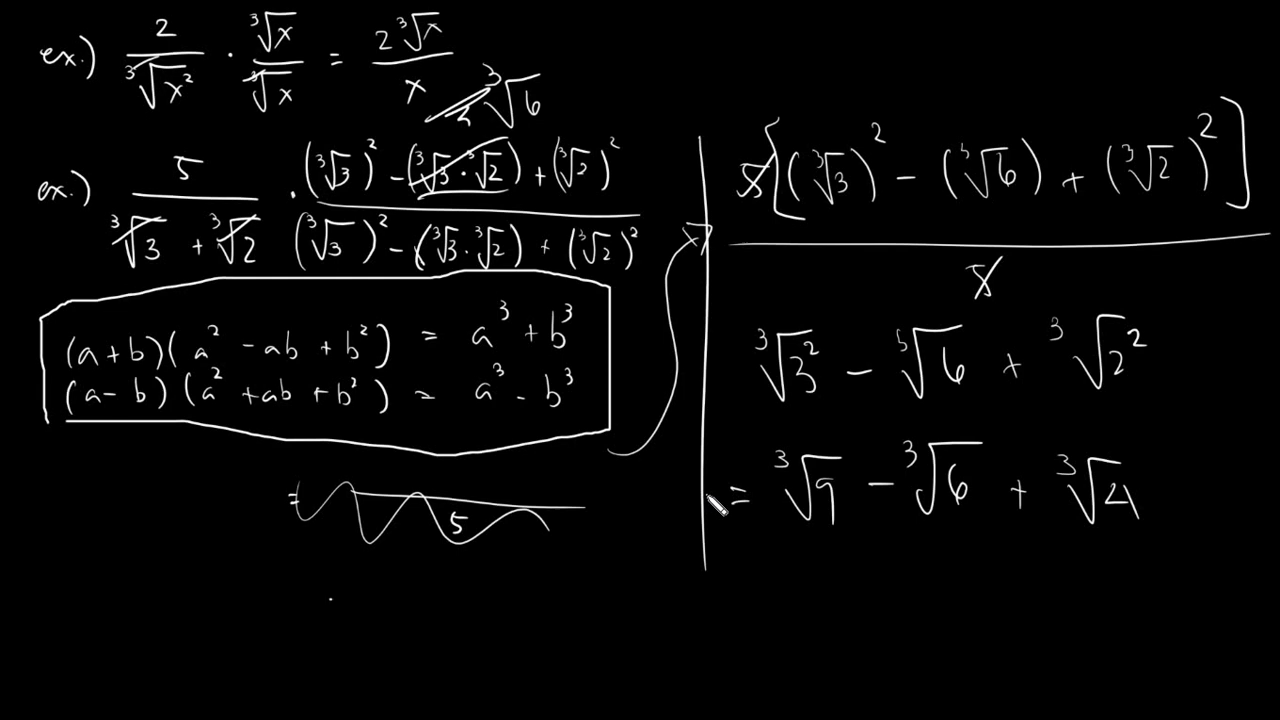 ex.) 2/∛x² · ∛x/∛x = 2∛x/x
∛6
ex.) 5/(∛3 + ∛2) · ((∛3)² - (∛3 · ∛2) + (∛2)²)/((∛3)² - (∛3 · ∛2) + (∛2)²)
(a+b)(a² - ab + b²) = a³ + b³
(a-b)(a² + ab + b²) = a³ - b³
= 5
5[(∛3)² - (∛6) + (∛2)²]/5
∛3² - ∛6 + ∛2²
= ∛9 - ∛6 + ∛4